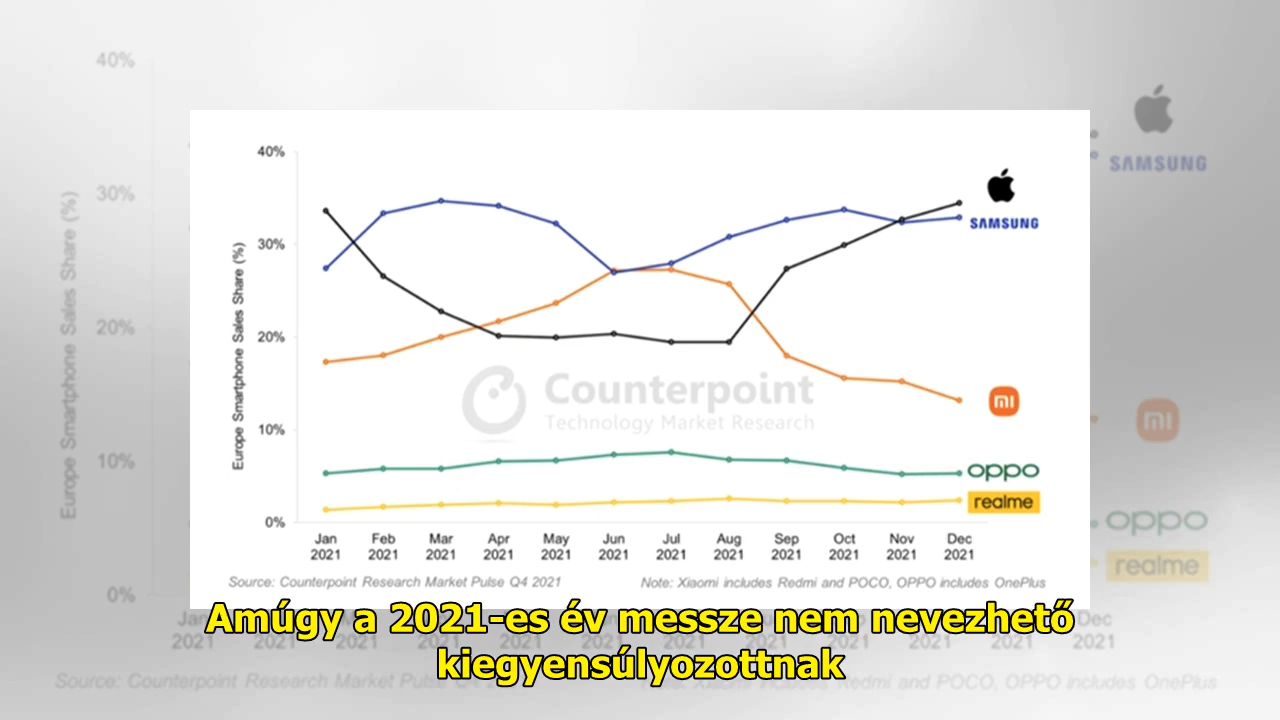 40%
30%
20%
10%
0%
Europe Smartphone Sales Share (%)
SAMSUNG
mi
oppo
realme
Counterpoint
Technology Market Research
Jan Feb Mar Apr May Jun Jul Aug Sep Oct Nov Dec
2021 2021 2021 2021 2021 2021 2021 2021 2021 2021 2021 2021
Source: Counterpoint Research Market Pulse Q4 2021
Note: Xiaomi includes Redmi and POCO, OPPO includes OnePlus
Amúgy a 2021-es év messze nem nevezhető
kiegyensúlyozottnak